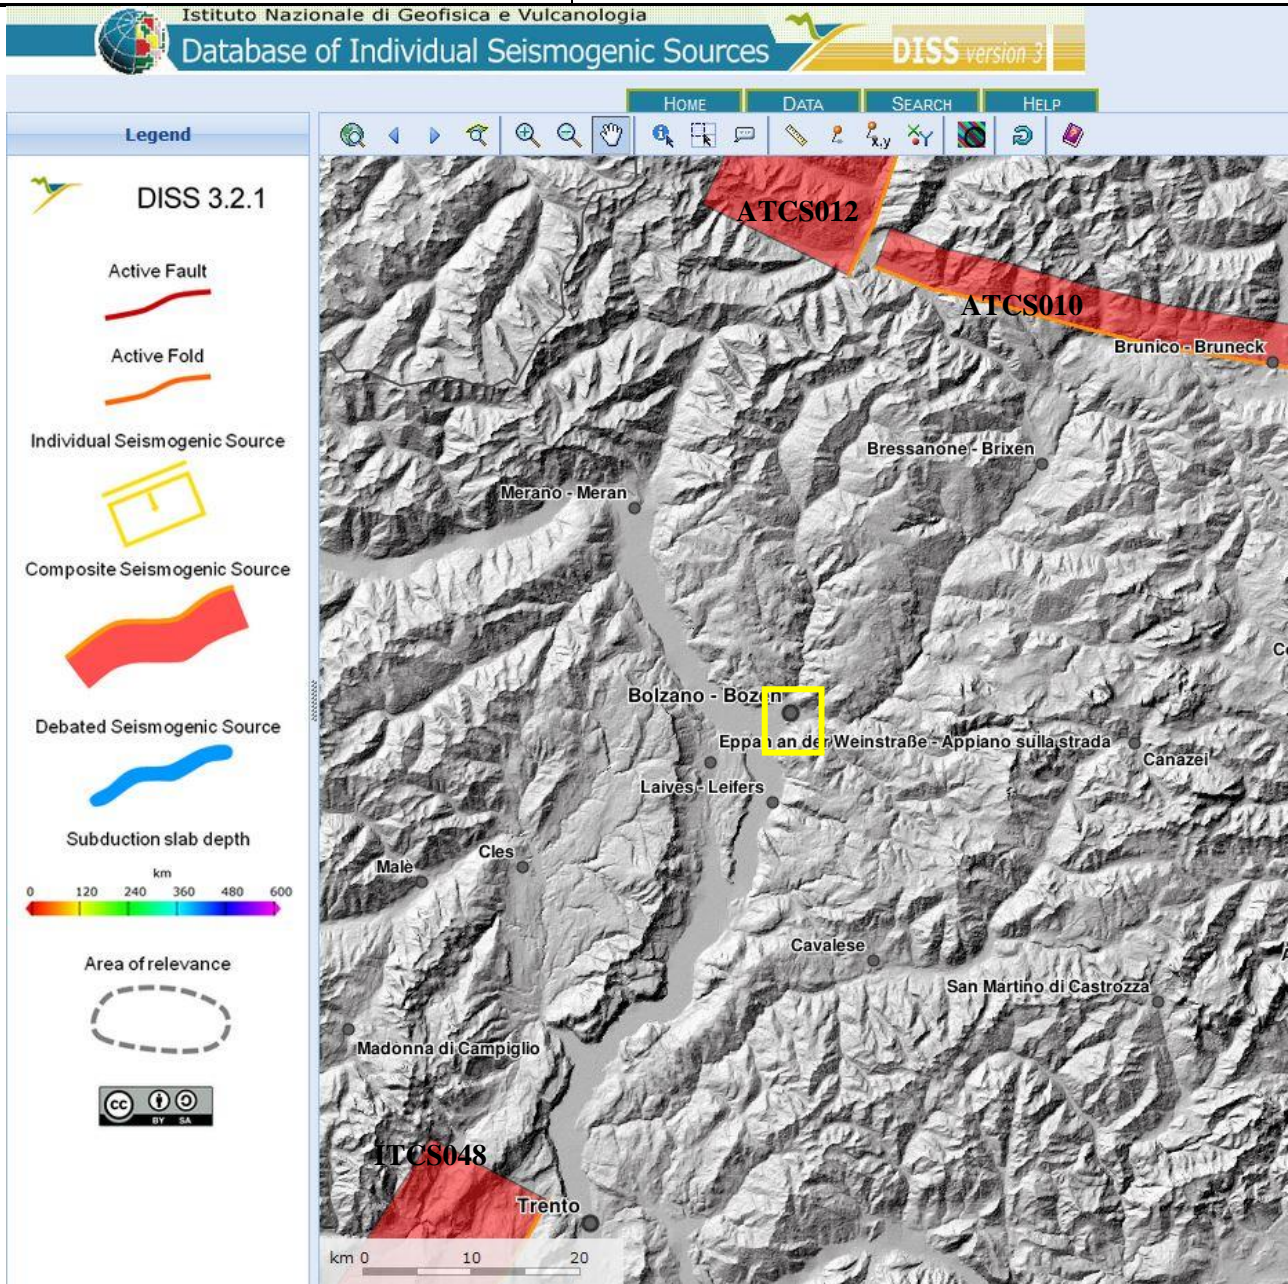 Istituto Nazionale di Geofisica e Vulcanologia
Database of Individual Seismogenic Sources
DISS version 3
HOME DATA SEARCH HELP
Legend
DISS 3.2.1
Active Fault
Active Fold
Individual Seismogenic Source
Composite Seismogenic Source
Debated Seismogenic Source
Subduction slab depth
km
0 120 240 360 480 600
Area of relevance
cc BY SA
x,y
ATCS012
ATCS010
Brunico - Bruneck
Bressanone - Brixen
Merano - Meran
Bolzano - Bozen
Eppan an der Weinstraße - Appiano sulla strada
Canazei
Laives - Leifers
Cles
Malè
Cavalese
San Martino di Castrozza
Madonna di Campiglio
ITCS048
Trento
km 0 10 20